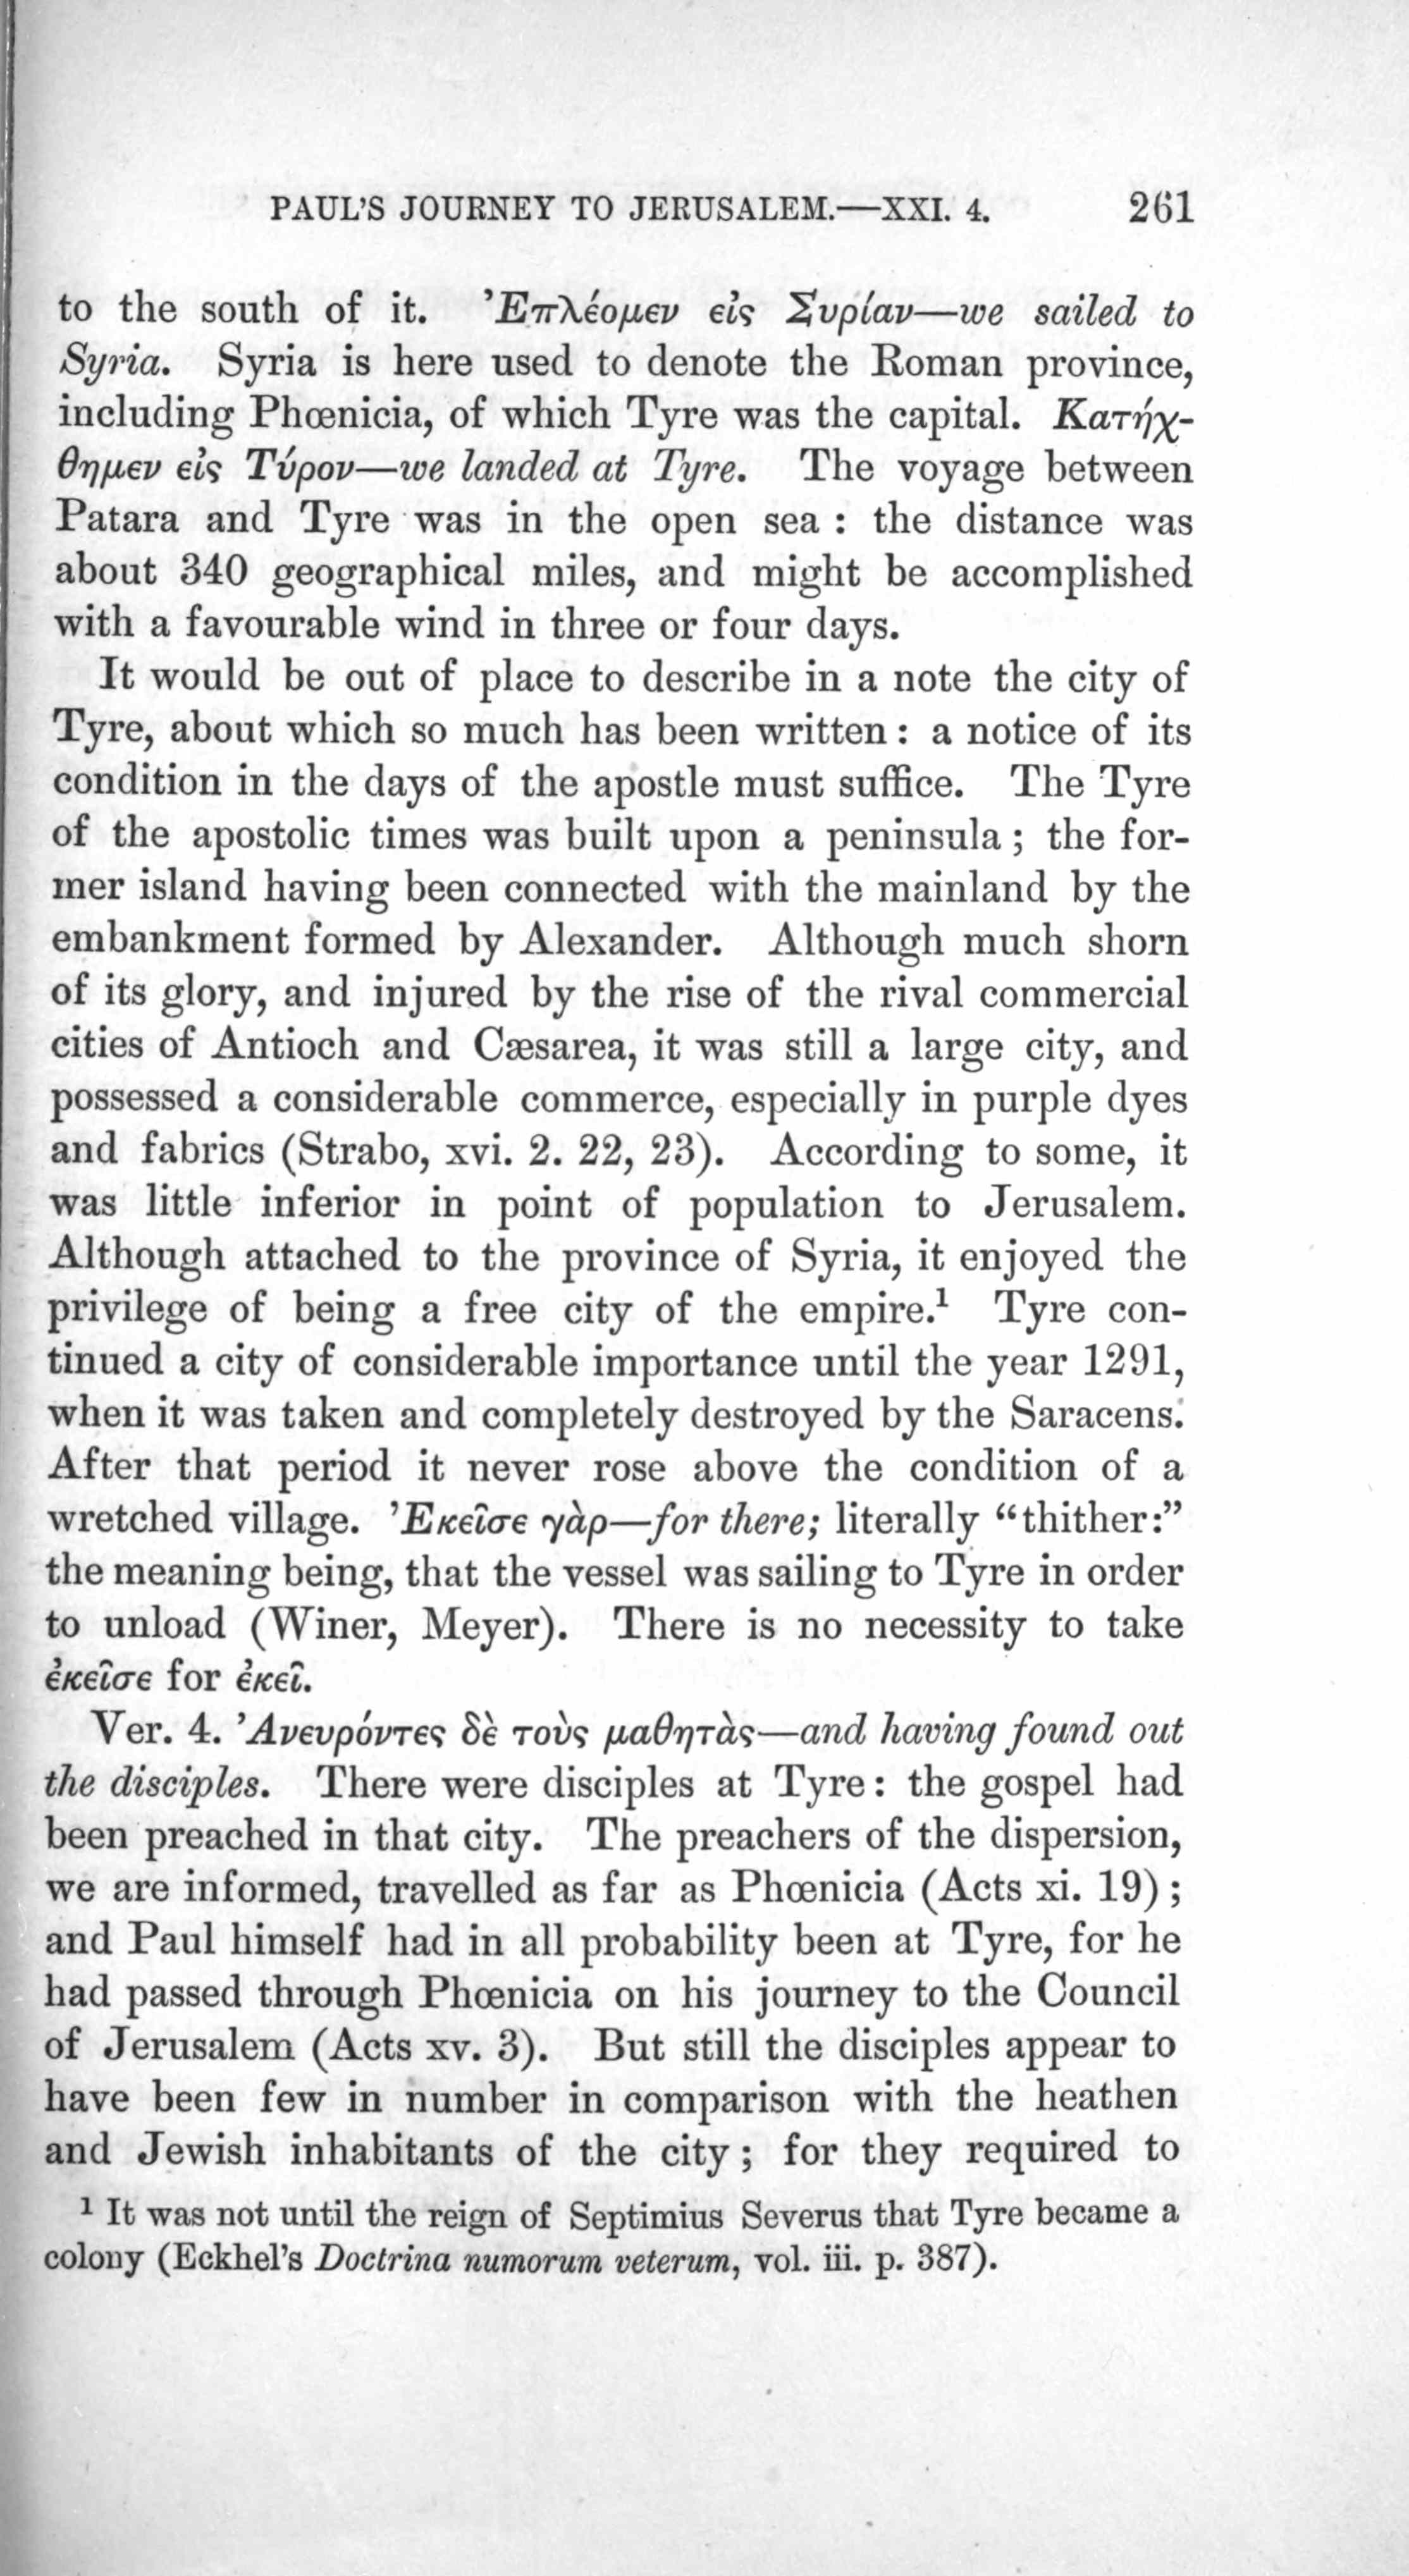 PAUL'S JOURNEY TO JERUSALEM.—XXI. 4. 261
to the south of it. Ἐπλέομεν εἰς Συρίαν—we sailed to
Syria. Syria is here used to denote the Roman province,
including Phœnicia, of which Tyre was the capital. Κατήχ-
θημεν εἰς Τύρον—we landed at Tyre. The voyage between
Patara and Tyre was in the open sea : the distance was
about 340 geographical miles, and might be accomplished
with a favourable wind in three or four days.
It would be out of place to describe in a note the city of
Tyre, about which so much has been written : a notice of its
condition in the days of the apostle must suffice. The Tyre
of the apostolic times was built upon a peninsula ; the for-
mer island having been connected with the mainland by the
embankment formed by Alexander. Although much shorn
of its glory, and injured by the rise of the rival commercial
cities of Antioch and Cæsarea, it was still a large city, and
possessed a considerable commerce, especially in purple dyes
and fabrics (Strabo, xvi. 2. 22, 23). According to some, it
was little inferior in point of population to Jerusalem.
Although attached to the province of Syria, it enjoyed the
privilege of being a free city of the empire.¹ Tyre con-
tinued a city of considerable importance until the year 1291,
when it was taken and completely destroyed by the Saracens.
After that period it never rose above the condition of a
wretched village. Ἐκεῖσε γὰρ—for there; literally “thither:”
the meaning being, that the vessel was sailing to Tyre in order
to unload (Winer, Meyer). There is no necessity to take
ἐκεῖσε for ἐκεῖ.
Ver. 4. Ἀνευρόντες δὲ τοὺς μαθητὰς—and having found out
the disciples. There were disciples at Tyre : the gospel had
been preached in that city. The preachers of the dispersion,
we are informed, travelled as far as Phœnicia (Acts xi. 19) ;
and Paul himself had in all probability been at Tyre, for he
had passed through Phœnicia on his journey to the Council
of Jerusalem (Acts xv. 3). But still the disciples appear to
have been few in number in comparison with the heathen
and Jewish inhabitants of the city ; for they required to
¹ It was not until the reign of Septimius Severus that Tyre became a
colony (Eckhel's Doctrina numorum veterum, vol. iii. p. 387).